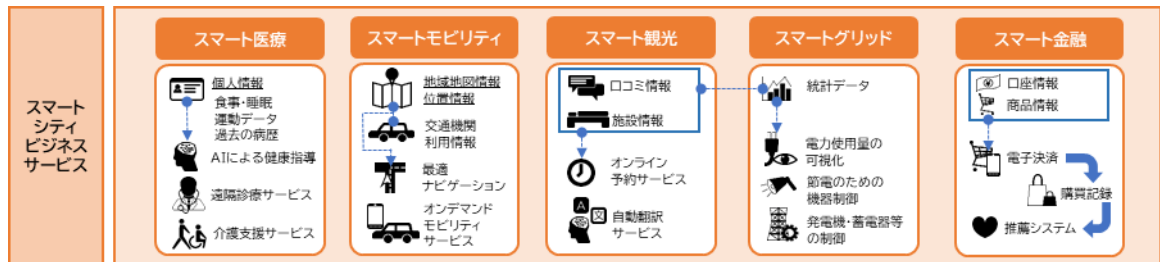 スマート
シティ
ビジネス
サービス
スマート医療
個人情報
食事・睡眠
運動データ
過去の病歴
AIによる健康指導
遠隔診療サービス
介護支援サービス
スマートモビリティ
地域地図情報
位置情報
交通機関
利用情報
最適
ナビゲーション
オンデマンド
モビリティ
サービス
スマート観光
口コミ情報
施設情報
オンライン
予約サービス
A
文
自動翻訳
サービス
スマートグリッド
統計データ
電力使用量の
可視化
節電のための
機器制御
発電機・蓄電器等
の制御
スマート金融
口座情報
商品情報
電子決済
購買記録
推薦システム